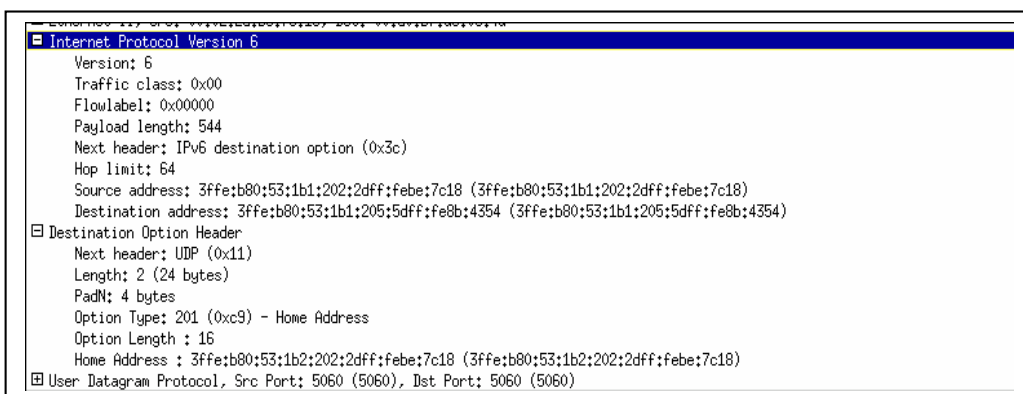 Internet Protocol Version 6
Version: 6
Traffic class: 0x00
Flowlabel: 0x00000
Payload length: 544
Next header: IPv6 destination option (0x3c)
Hop limit: 64
Source address: 3ffe:b80:53:1b1:202:2dff:febe:7c18 (3ffe:b80:53:1b1:202:2dff:febe:7c18)
Destination address: 3ffe:b80:53:1b1:205:5dff:fe8b:4354 (3ffe:b80:53:1b1:205:5dff:fe8b:4354)
Destination Option Header
Next header: UDP (0x11)
Length: 2 (24 bytes)
PadN: 4 bytes
Option Type: 201 (0xc9) - Home Address
Option Length : 16
Home Address : 3ffe:b80:53:1b2:202:2dff:febe:7c18 (3ffe:b80:53:1b2:202:2dff:febe:7c18)
User Datagram Protocol, Src Port: 5060 (5060), Dst Port: 5060 (5060)